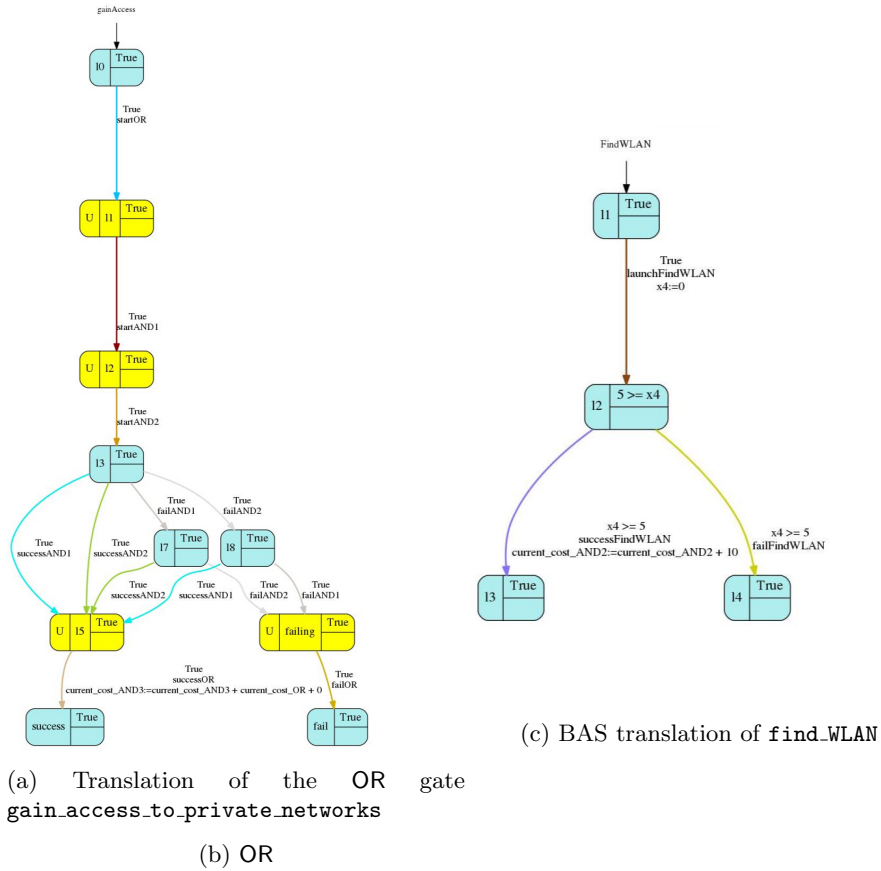 gainAccess
l0
True
True
startOR
U
l1
True
True
startAND1
U
l2
True
True
startAND2
l3
True
True
failAND1
True
failAND2
True
successAND1
True
successAND2
l7
True
l8
True
True
successAND2
True
successAND1
True
failAND2
True
failAND1
U
l5
True
U
failing
True
True
successOR
current_cost_AND3:=current_cost_AND3 + current_cost_OR + 0
True
failOR
success
True
fail
True
(a) Translation of the OR gate
gain_access_to_private_networks
(b) OR
FindWLAN
l1
True
True
launchFindWLAN
x4:=0
l2
5 >= x4
x4 >= 5
successFindWLAN
current_cost_AND2:=current_cost_AND2 + 10
x4 >= 5
failFindWLAN
l3
True
l4
True
(c) BAS translation of find_WLAN